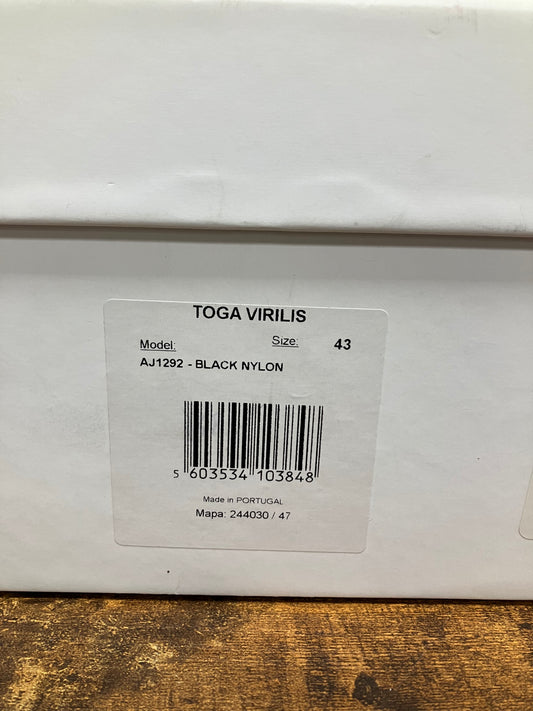 TOGA VIRILIS
Model: Size: 43
AJ1292 - BLACK NYLON
5 603534 103848
Made in PORTUGAL
Mapa: 244030 / 47